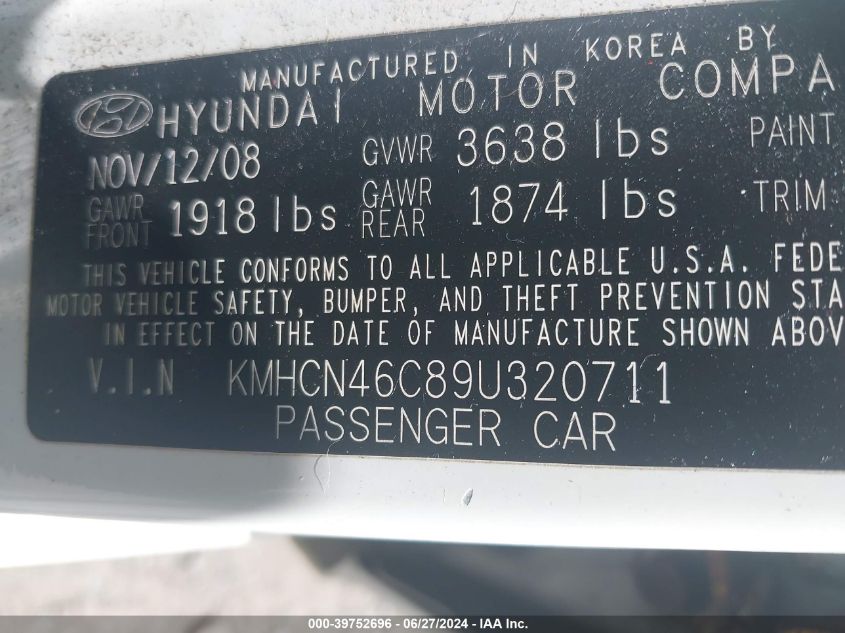 MANUFACTURED IN KOREA BY
HYUNDAI MOTOR COMPA
NOV/12/08 GVWR 3638 lbs PAINT
GAWR FRONT 1918 lbs GAWR REAR 1874 lbs TRIM
THIS VEHICLE CONFORMS TO ALL APPLICABLE U.S.A. FEDE
MOTOR VEHICLE SAFETY, BUMPER, AND THEFT PREVENTION STA
IN EFFECT ON THE DATE OF MANUFACTURE SHOWN ABOV
V.I.N KMHCN46C89U320711
PASSENGER CAR
000-39752696 - 06/27/2024 - IAA Inc.